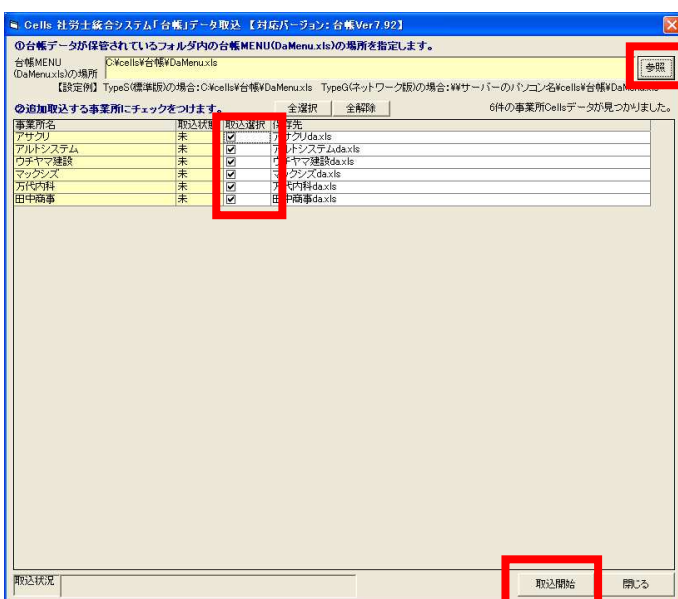 Cells 社労士統合システム「台帳」データ取込 【対応バージョン:台帳Ver7.92】
①台帳データが保管されているフォルダ内の台帳MENU(DaMenu.xls)の場所を指定します。
台帳MENU
(DaMenu.xls)の場所
C:¥cells¥台帳¥DaMenu.xls
参照
【設定例】 TypeS(標準版)の場合:C:¥cells¥台帳¥DaMenu.xls TypeG(ネットワーク版)の場合:¥¥サーバーのパソコン名¥cells¥台帳¥DaMenu.xls
②追加取込する事業所にチェックをつけます。 全選択 全解除 6件の事業所Cellsデータが見つかりました。
事業所名 取込状態 取込選択 保存先
アサクリ 未 アサクリda.xls
アルトシステム 未 アルトシステムda.xls
ウチヤマ建設 未 ウチヤマ建設da.xls
マックシズ 未 マックシズda.xls
万代内科 未 万代内科da.xls
田中商事 未 田中商事da.xls
取込状況 取込開始 閉じる